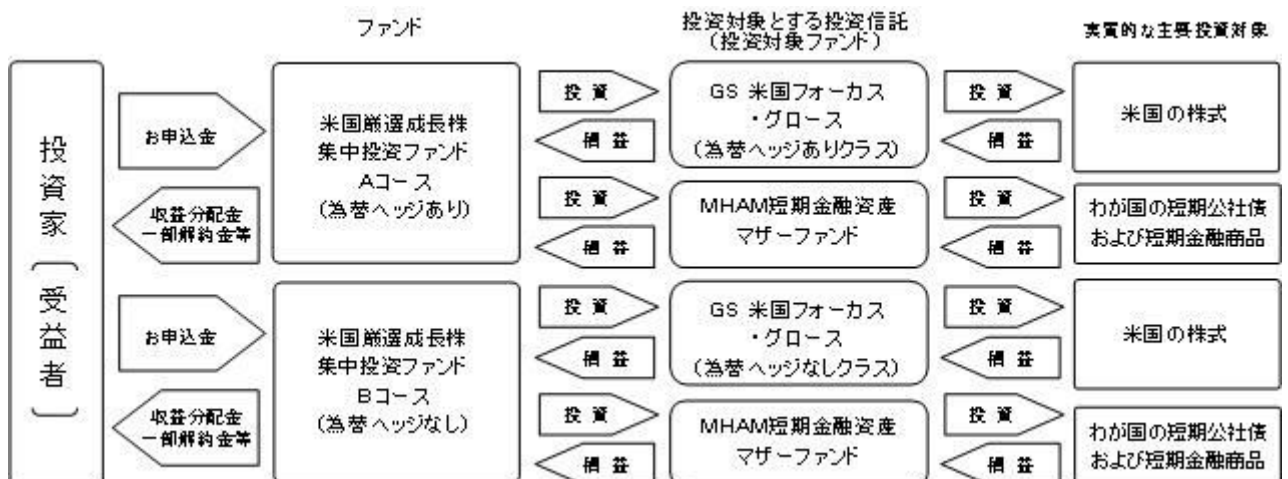 ファンド
投資対象とする投資信託
(投資対象ファンド)
実質的な主要投資対象
投資家(受益者)
お申込金
収益分配金
一部解約金等
米国厳選成長株
集中投資ファンド
Aコース
(為替ヘッジあり)
投資
損益
GS 米国フォーカス
・グロース
(為替ヘッジありクラス)
投資
損益
米国の株式
投資
損益
MHAM短期金融資産
マザーファンド
投資
損益
わが国の短期公社債
および短期金融商品
お申込金
収益分配金
一部解約金等
米国厳選成長株
集中投資ファンド
Bコース
(為替ヘッジなし)
投資
損益
GS 米国フォーカス
・グロース
(為替ヘッジなしクラス)
投資
損益
米国の株式
投資
損益
MHAM短期金融資産
マザーファンド
投資
損益
わが国の短期公社債
および短期金融商品